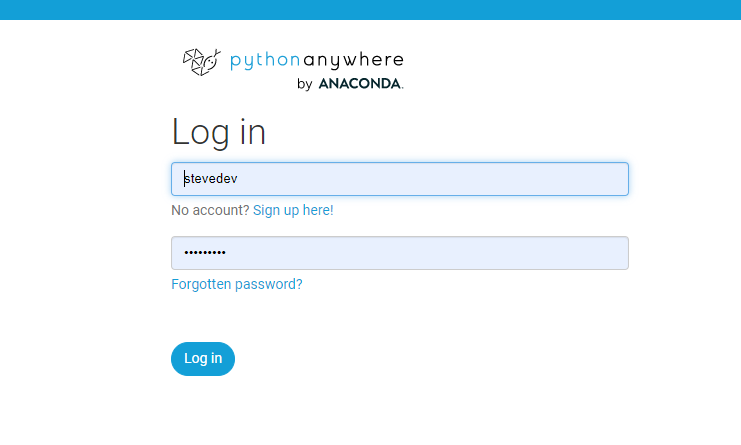 pythonanywhere
by ANACONDA.
Log in
stevedev
No account? Sign up here!
•••••••••
Forgotten password?
Log in